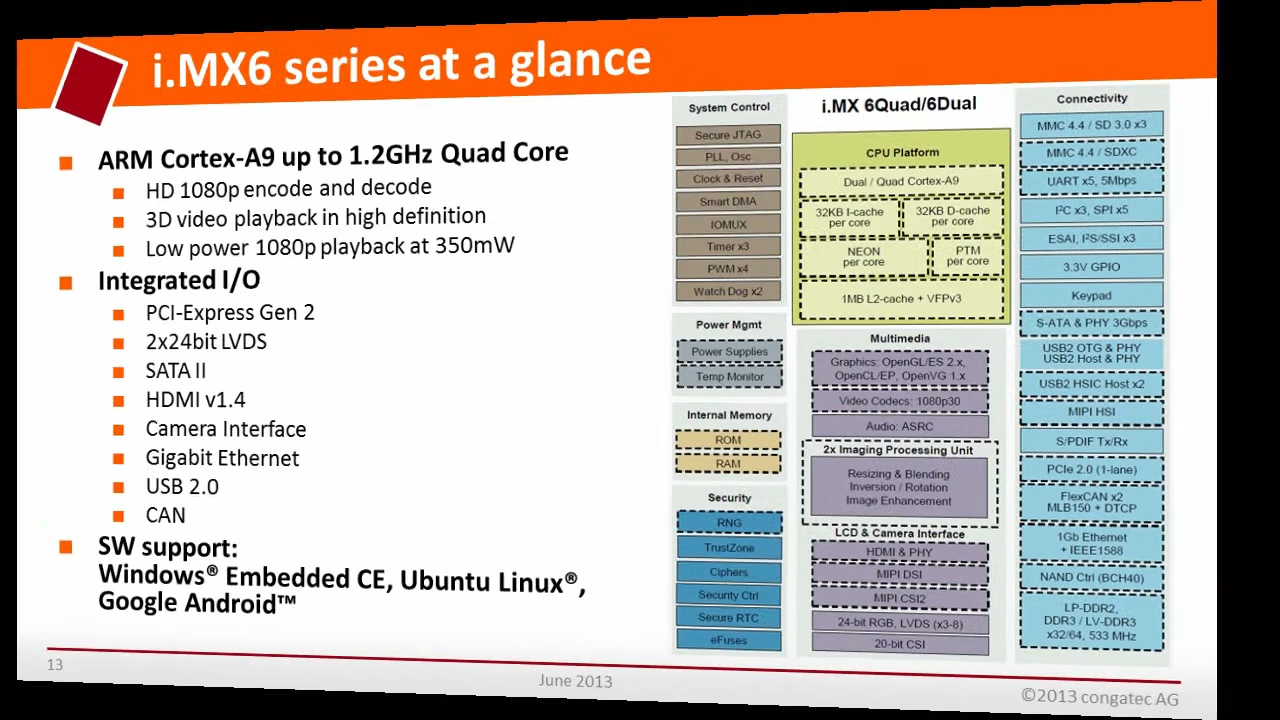 i.MX6 series at a glance
ARM Cortex-A9 up to 1.2GHz Quad Core
HD 1080p encode and decode
3D video playback in high definition
Low power 1080p playback at 350mW
Integrated I/O
PCI-Express Gen 2
2x24bit LVDS
SATA II
HDMI v1.4
Camera Interface
Gigabit Ethernet
USB 2.0
CAN
SW support:
Windows® Embedded CE, Ubuntu Linux®,
Google Android™
System Control
Secure JTAG
PLL, Osc
Clock & Reset
Smart DMA
IOMUX
Timer x3
PWM x4
Watch Dog x2
Power Mgmt
Power Supplies
Temp Monitor
Internal Memory
ROM
RAM
Security
RNG
TrustZone
Ciphers
Security Ctrl
Secure RTC
eFuses
i.MX 6Quad/6Dual
CPU Platform
Dual / Quad Cortex-A9
32KB I-cache
per core
32KB D-cache
per core
NEON
per core
PTM
per core
1MB L2-cache + VFPv3
Multimedia
Graphics: OpenGL/ES 2.x,
OpenCL/EP, OpenVG 1.x
Video Codecs: 1080p30
Audio: ASRC
2x Imaging Processing Unit
Resizing & Blending
Inversion / Rotation
Image Enhancement
LCD & Camera Interface
HDMI & PHY
MIPI DSI
MIPI CSI2
24-bit RGB, LVDS (x3-8)
20-bit CSI
Connectivity
MMC 4.4 / SD 3.0 x3
MMC 4.4 / SDXC
UART x5, 5Mbps
I²C x3, SPI x5
ESAI, I²S/SSI x3
3.3V GPIO
Keypad
S-ATA & PHY 3Gbps
USB2 OTG & PHY
USB2 Host & PHY
USB2 HSIC Host x2
MIPI HSI
S/PDIF Tx/Rx
PCIe 2.0 (1-lane)
FlexCAN x2
MLB150 + DTCP
1Gb Ethernet
+ IEEE1588
NAND Ctrl (BCH40)
LP-DDR2,
DDR3 / LV-DDR3
x32/64, 533 MHz
13
June 2013
©2013 congatec AG